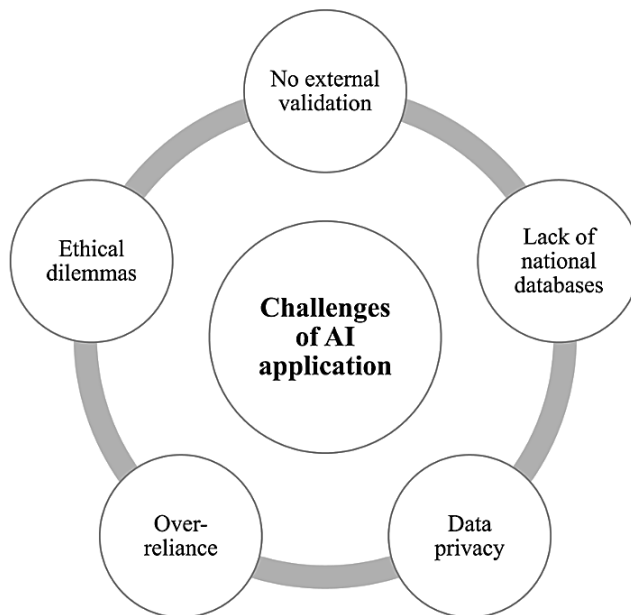 No external
validation
Lack of
national
databases
Data
privacy
Over-
reliance
Ethical
dilemmas
Challenges
of AI
application